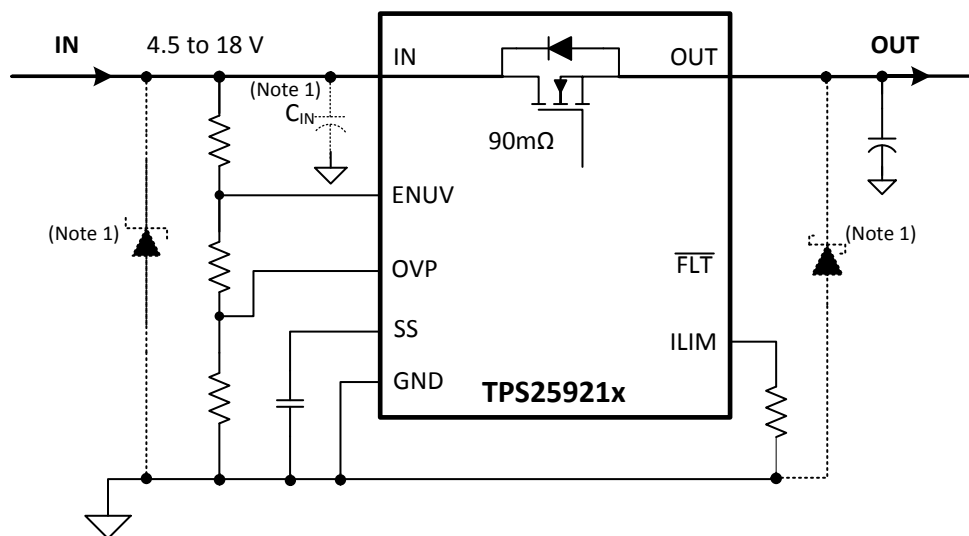 IN
4.5 to 18 V
IN
OUT
OUT
(Note 1)
CIN
90mΩ
ENUV
(Note 1)
(Note 1)
OVP
FLT
SS
ILIM
GND
TPS25921x